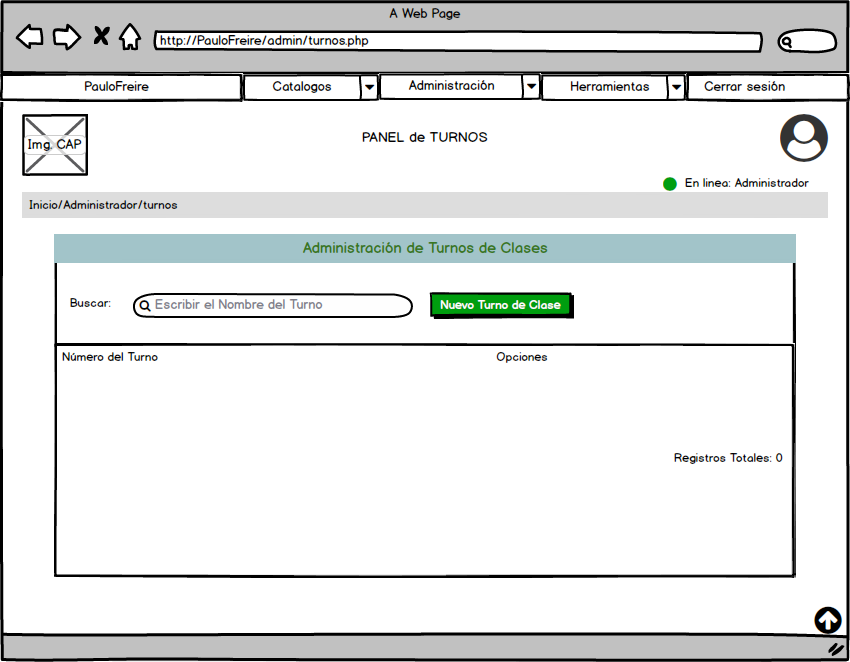 A Web Page
http://PauloFreire/admin/turnos.php
PauloFreire Catalogos Administración Herramientas Cerrar sesión
Img. CAP
PANEL de TURNOS
En linea: Administrador
Inicio/Administrador/turnos
Administración de Turnos de Clases
Buscar: Escribir el Nombre del Turno Nuevo Turno de Clase
Número del Turno Opciones
Registros Totales: 0